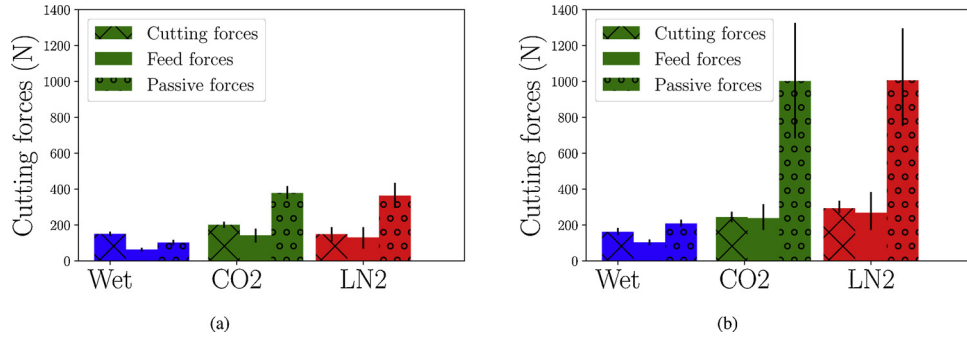 1400
1200
1000
800
600
400
200
0
Cutting forces (N)
Cutting forces
Feed forces
Passive forces
Wet CO2 LN2
(a)
1400
1200
1000
800
600
400
200
0
Cutting forces (N)
Cutting forces
Feed forces
Passive forces
Wet CO2 LN2
(b)